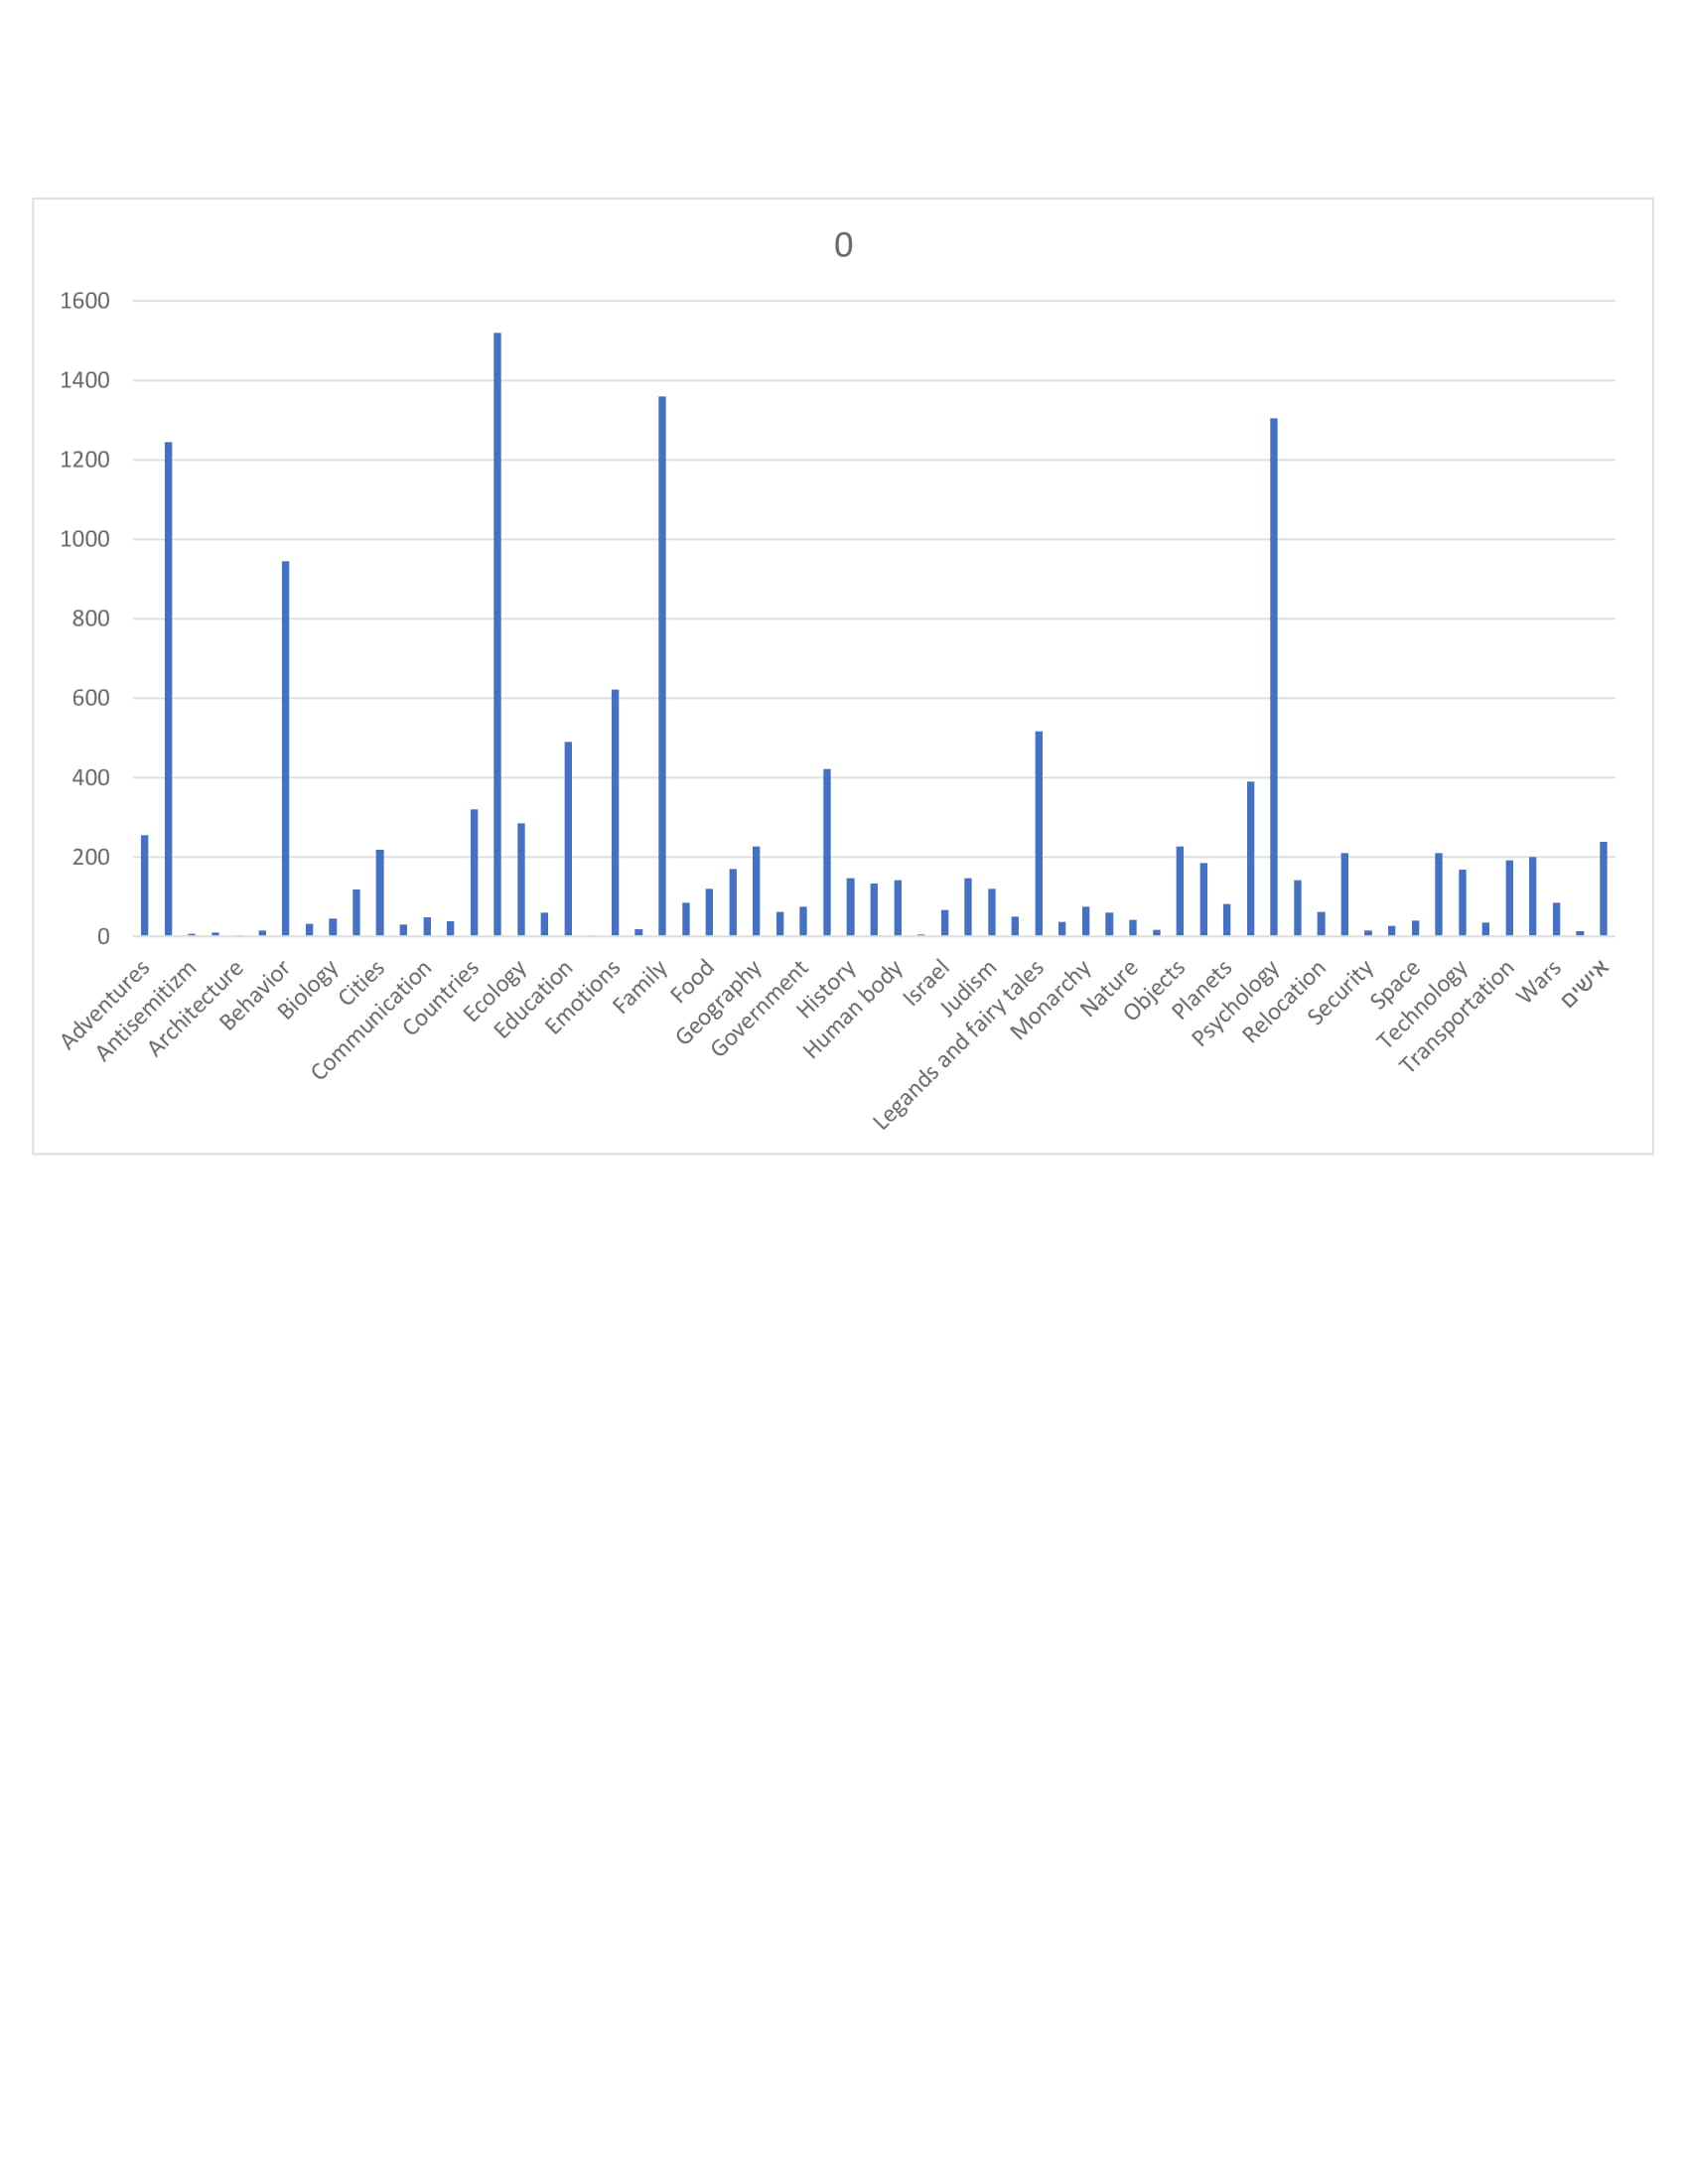 0
1600
1400
1200
1000
800
600
400
200
0
Adventures
Antisemitizm
Architecture
Behavior
Biology
Cities
Communication
Countries
Ecology
Education
Emotions
Family
Food
Geography
Government
History
Human body
Israel
Judism
Legands and fairy tales
Monarchy
Nature
Objects
Planets
Psychology
Relocation
Security
Space
Technology
Transportation
Wars
אישים